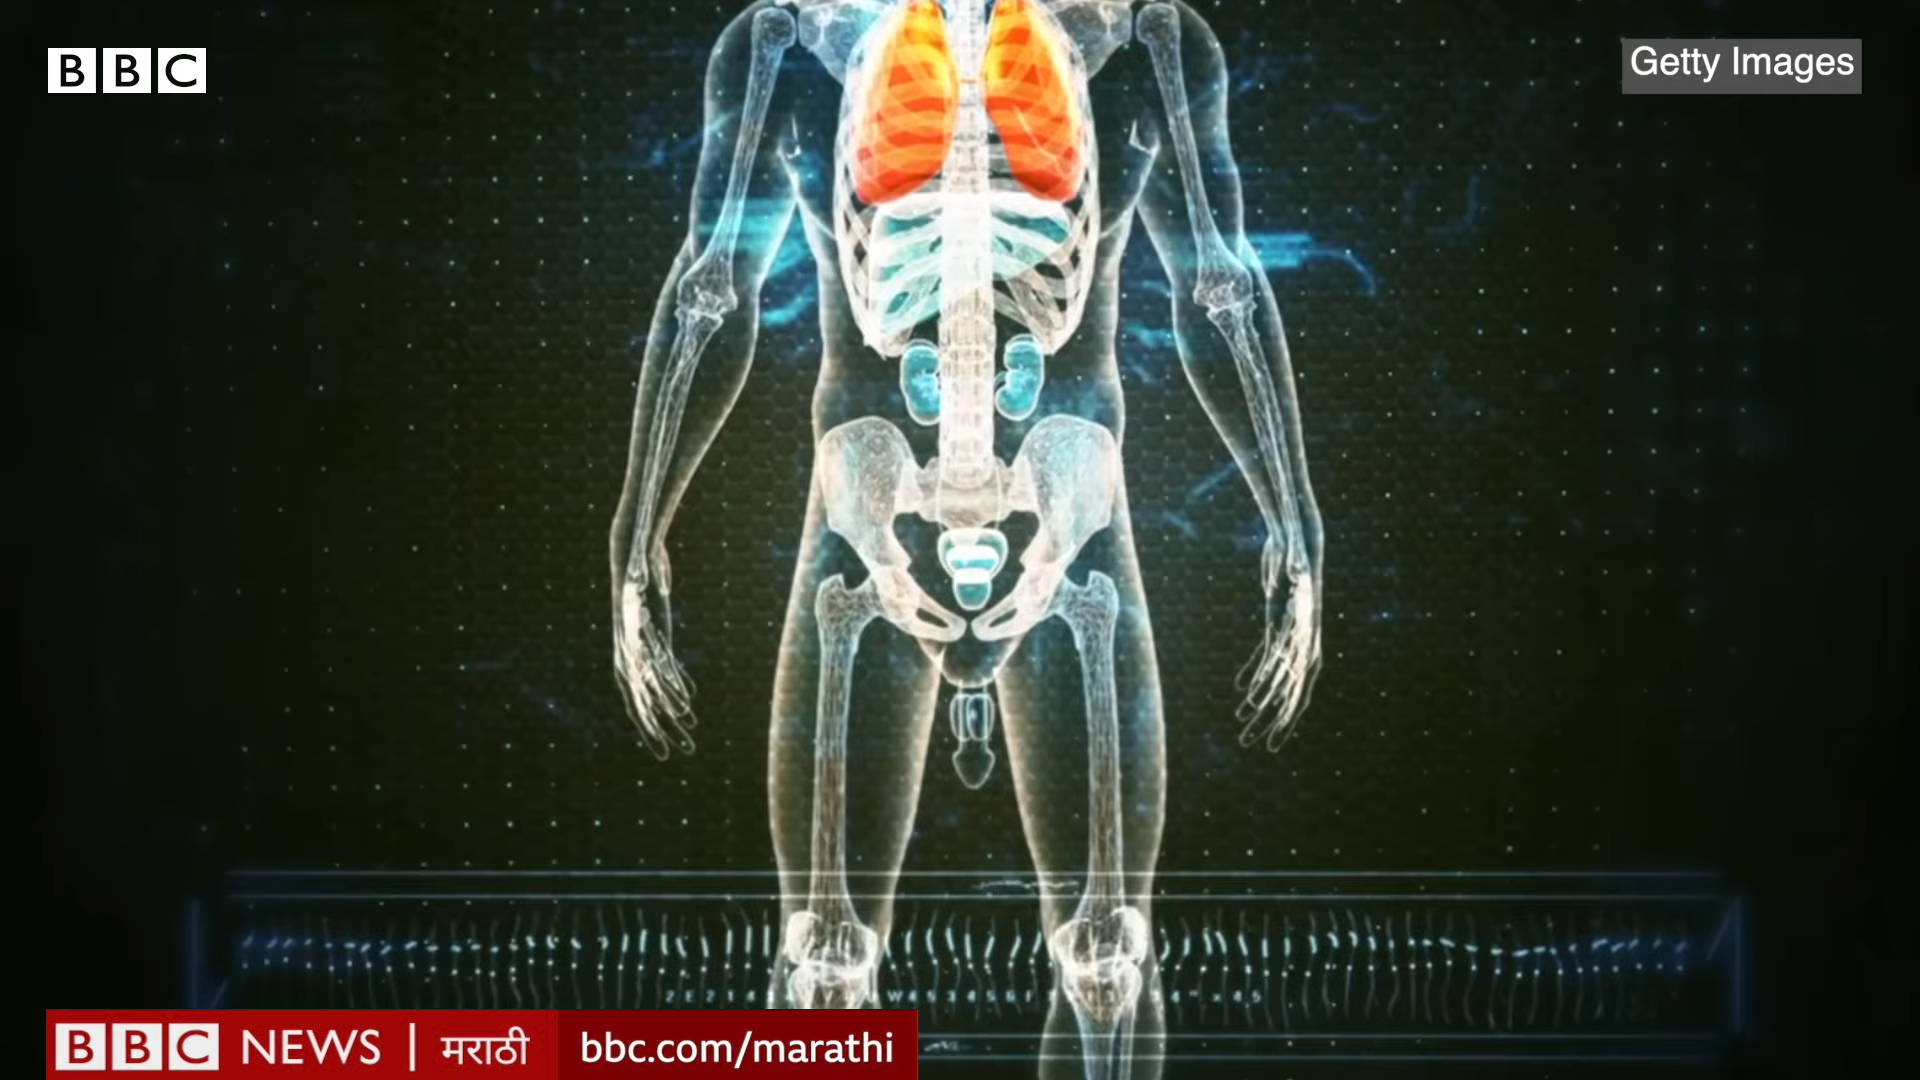 BBC
Getty Images
BBC NEWS | मराठी bbc.com/marathi